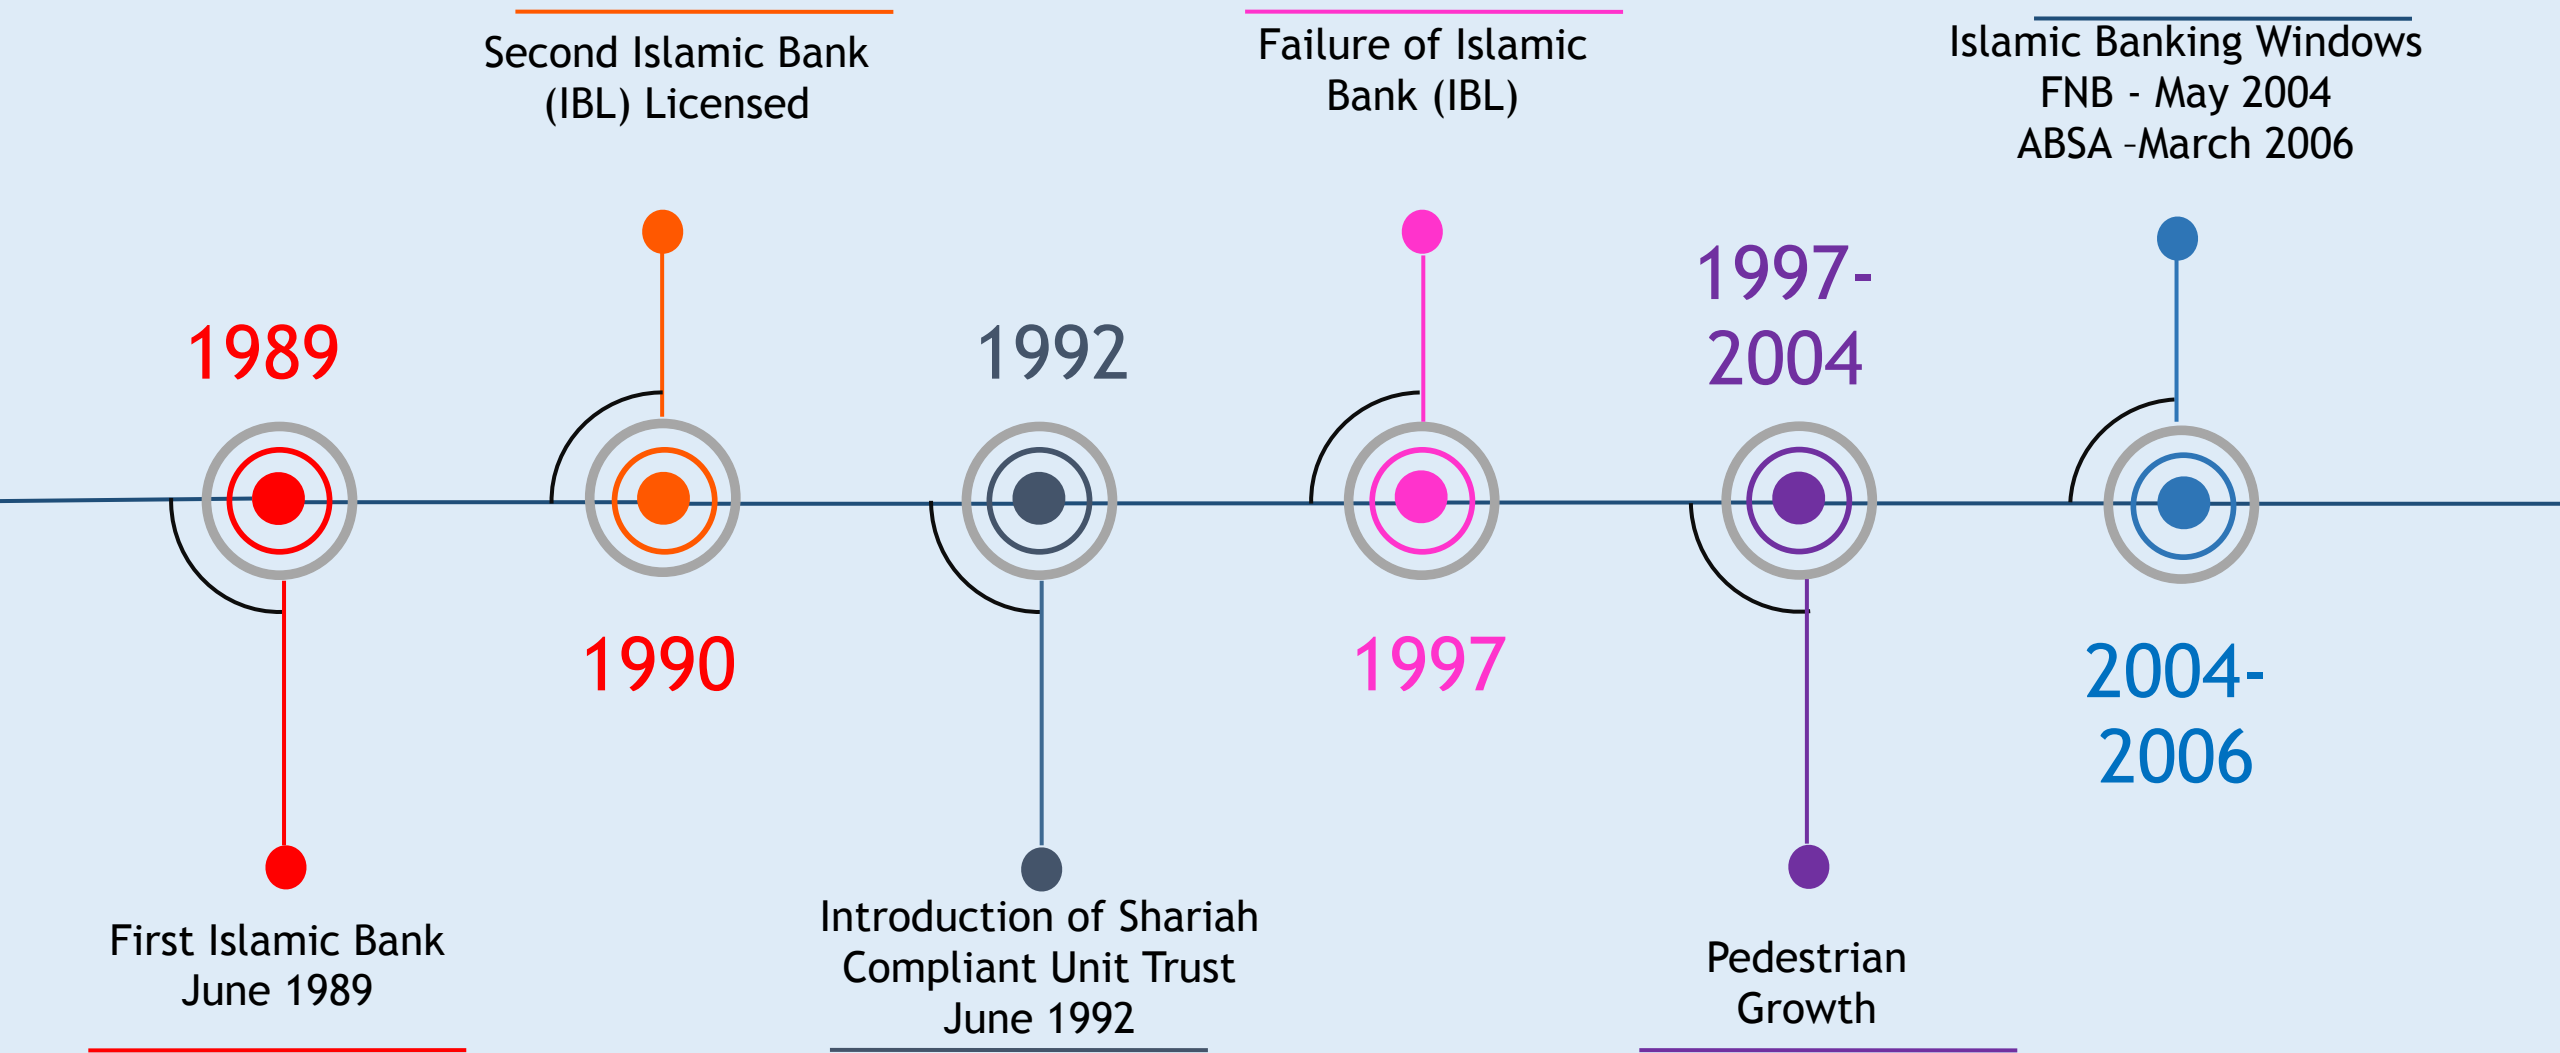 Second Islamic Bank
(IBL) Licensed
Failure of Islamic
Bank (IBL)
Islamic Banking Windows
FNB - May 2004
ABSA –March 2006
1989
1992
1997-
2004
1990
1997
2004-
2006
First Islamic Bank
June 1989
Introduction of Shariah
Compliant Unit Trust
June 1992
Pedestrian
Growth